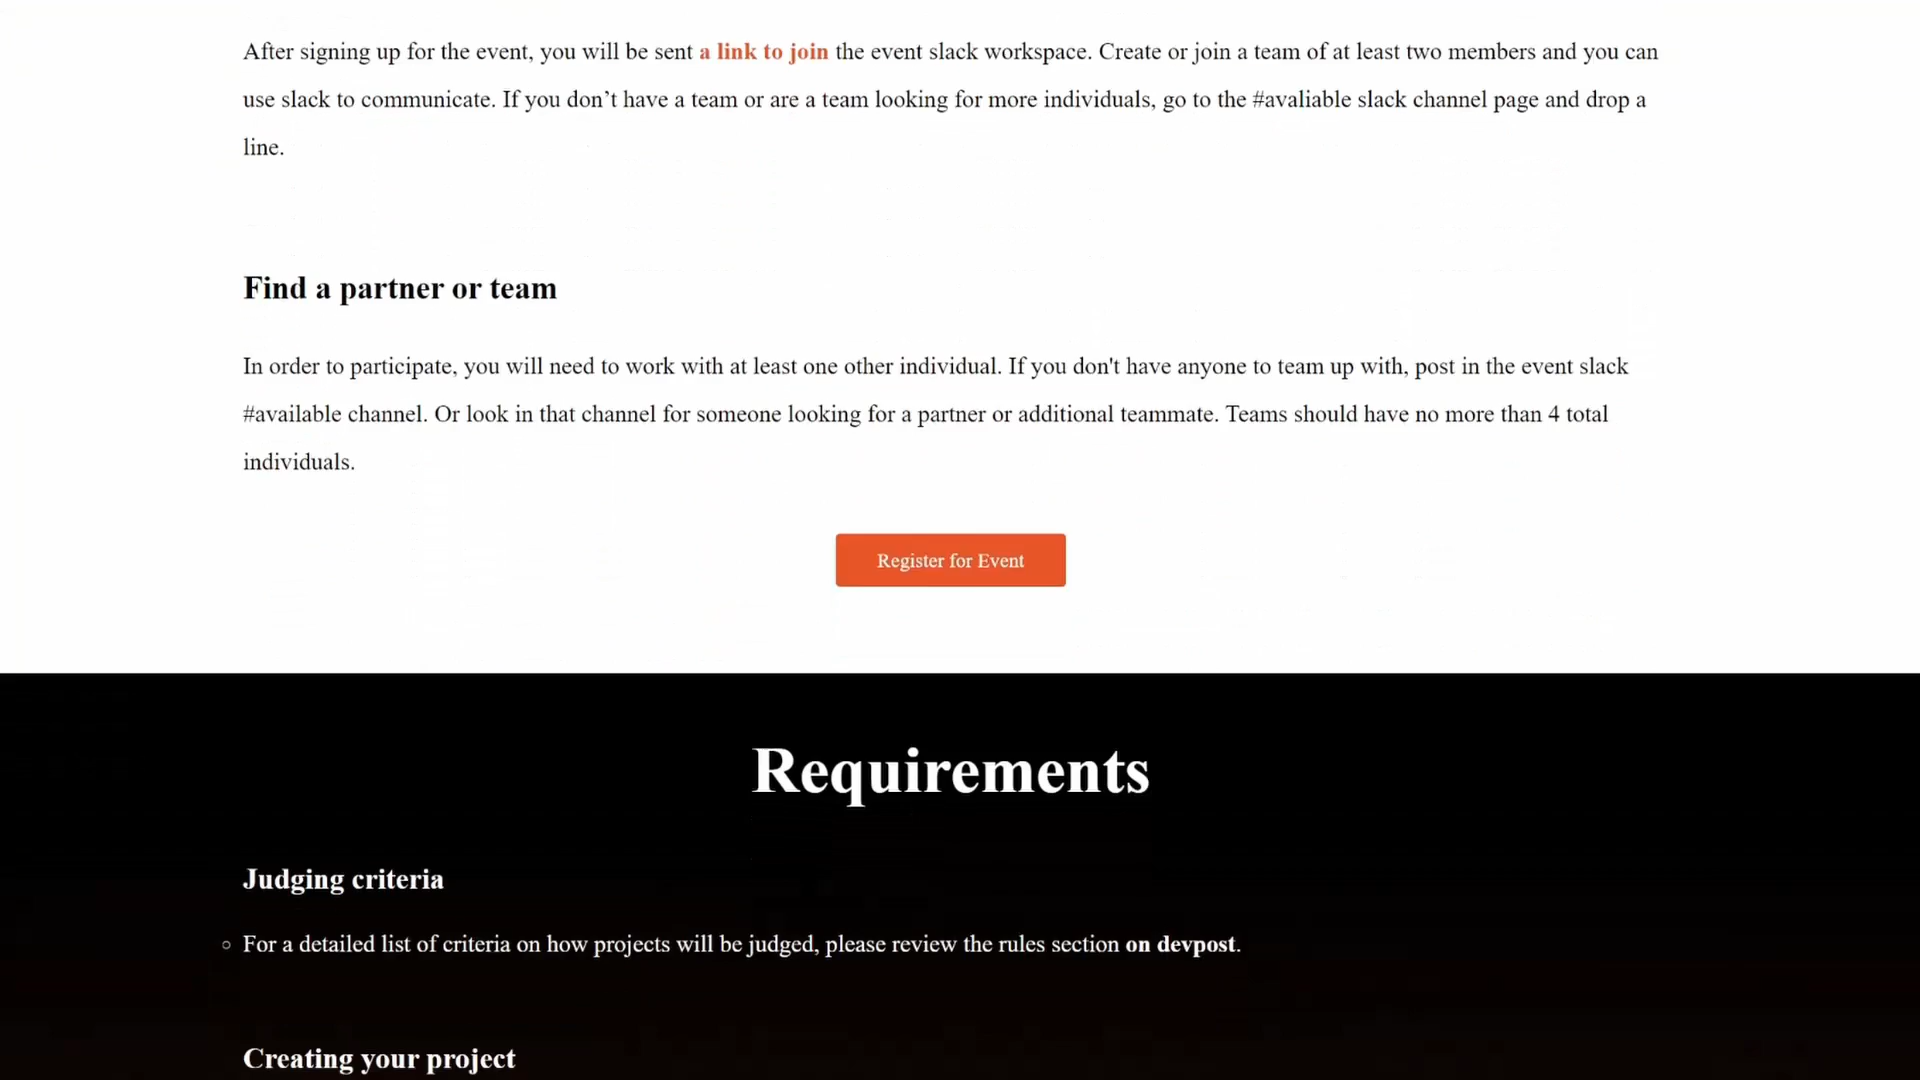 After signing up for the event, you will be sent a link to join the event slack workspace. Create or join a team of at least two members and you can
use slack to communicate. If you don’t have a team or are a team looking for more individuals, go to the #avaliable slack channel page and drop a
line.
Find a partner or team
In order to participate, you will need to work with at least one other individual. If you don't have anyone to team up with, post in the event slack
#available channel. Or look in that channel for someone looking for a partner or additional teammate. Teams should have no more than 4 total
individuals.
Register for Event
Requirements
Judging criteria
For a detailed list of criteria on how projects will be judged, please review the rules section on devpost.
Creating your project